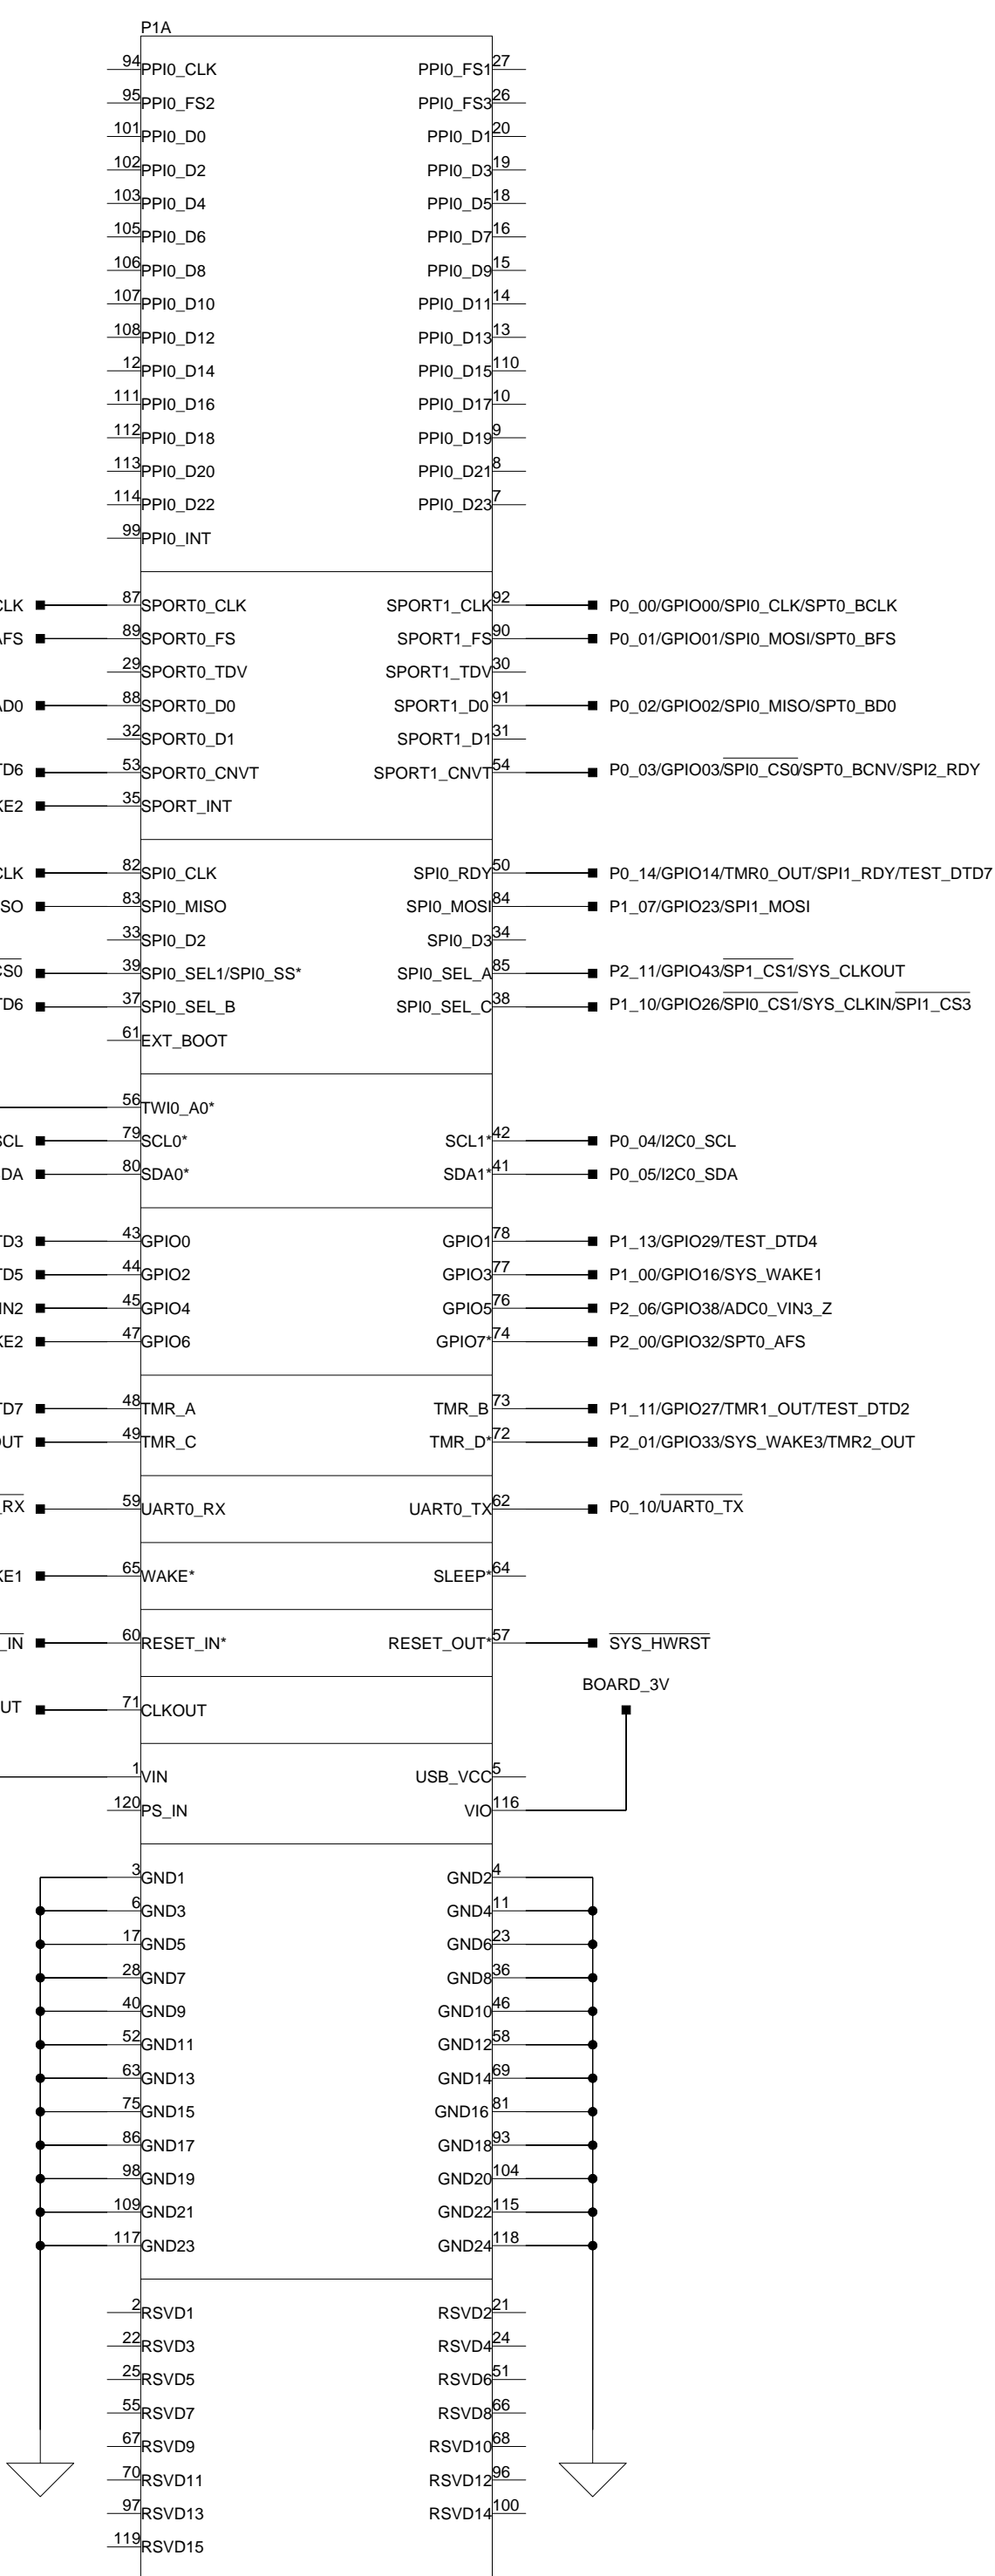 P1A
94 PPI0_CLK PPI0_FS1 27
95 PPI0_FS2 PPI0_FS3 26
101 PPI0_D0 PPI0_D1 20
102 PPI0_D2 PPI0_D3 19
103 PPI0_D4 PPI0_D5 18
105 PPI0_D6 PPI0_D7 16
106 PPI0_D8 PPI0_D9 15
107 PPI0_D10 PPI0_D11 14
108 PPI0_D12 PPI0_D13 13
12 PPI0_D14 PPI0_D15 110
111 PPI0_D16 PPI0_D17 10
112 PPI0_D18 PPI0_D19 9
113 PPI0_D20 PPI0_D21 8
114 PPI0_D22 PPI0_D23 7
99 PPI0_INT
CLK 87 SPORT0_CLK SPORT1_CLK 92 P0_00/GPIO00/SPI0_CLK/SPT0_BCLK
AFS 89 SPORT0_FS SPORT1_FS 90 P0_01/GPIO01/SPI0_MOSI/SPT0_BFS
29 SPORT0_TDV SPORT1_TDV 30
AD0 88 SPORT0_D0 SPORT1_D0 91 P0_02/GPIO02/SPI0_MISO/SPT0_BD0
32 SPORT0_D1 SPORT1_D1 31
TD6 53 SPORT0_CNVT SPORT1_CNVT 54 P0_03/GPIO03/SPI0_CS0/SPT0_BCNV/SPI2_RDY
KE2 35 SPORT_INT
CLK 82 SPI0_CLK SPI0_RDY 50 P0_14/GPIO14/TMR0_OUT/SPI1_RDY/TEST_DTD7
SO 83 SPI0_MISO SPI0_MOSI 84 P1_07/GPIO23/SPI1_MOSI
33 SPI0_D2 SPI0_D3 34
CS0 39 SPI0_SEL1/SPI0_SS* SPI0_SEL_A 85 P2_11/GPIO43/SP1_CS1/SYS_CLKOUT
TD6 37 SPI0_SEL_B SPI0_SEL_C 38 P1_10/GPIO26/SPI0_CS1/SYS_CLKIN/SPI1_CS3
61 EXT_BOOT
56 TWI0_A0*
SCL 79 SCL0* SCL1* 42 P0_04/I2C0_SCL
DA 80 SDA0* SDA1* 41 P0_05/I2C0_SDA
TD3 43 GPIO0 GPIO1 78 P1_13/GPIO29/TEST_DTD4
TD5 44 GPIO2 GPIO3 77 P1_00/GPIO16/SYS_WAKE1
IN2 45 GPIO4 GPIO5 76 P2_06/GPIO38/ADC0_VIN3_Z
KE2 47 GPIO6 GPIO7* 74 P2_00/GPIO32/SPT0_AFS
TD7 48 TMR_A TMR_B 73 P1_11/GPIO27/TMR1_OUT/TEST_DTD2
OUT 49 TMR_C TMR_D* 72 P2_01/GPIO33/SYS_WAKE3/TMR2_OUT
_RX 59 UART0_RX UART0_TX 62 P0_10/UART0_TX
KE1 65 WAKE* SLEEP* 64
_IN 60 RESET_IN* RESET_OUT* 57 SYS_HWRST
BOARD_3V
UT 71 CLKOUT
1 VIN USB_VCC 5
120 PS_IN VIO 116
3 GND1 GND2 4
6 GND3 GND4 11
17 GND5 GND6 23
28 GND7 GND8 36
40 GND9 GND10 46
52 GND11 GND12 58
63 GND13 GND14 69
75 GND15 GND16 81
86 GND17 GND18 93
98 GND19 GND20 104
109 GND21 GND22 115
117 GND23 GND24 118
2 RSVD1 RSVD2 21
22 RSVD3 RSVD4 24
25 RSVD5 RSVD6 51
55 RSVD7 RSVD8 66
67 RSVD9 RSVD10 68
70 RSVD11 RSVD12 96
97 RSVD13 RSVD14 100
119 RSVD15